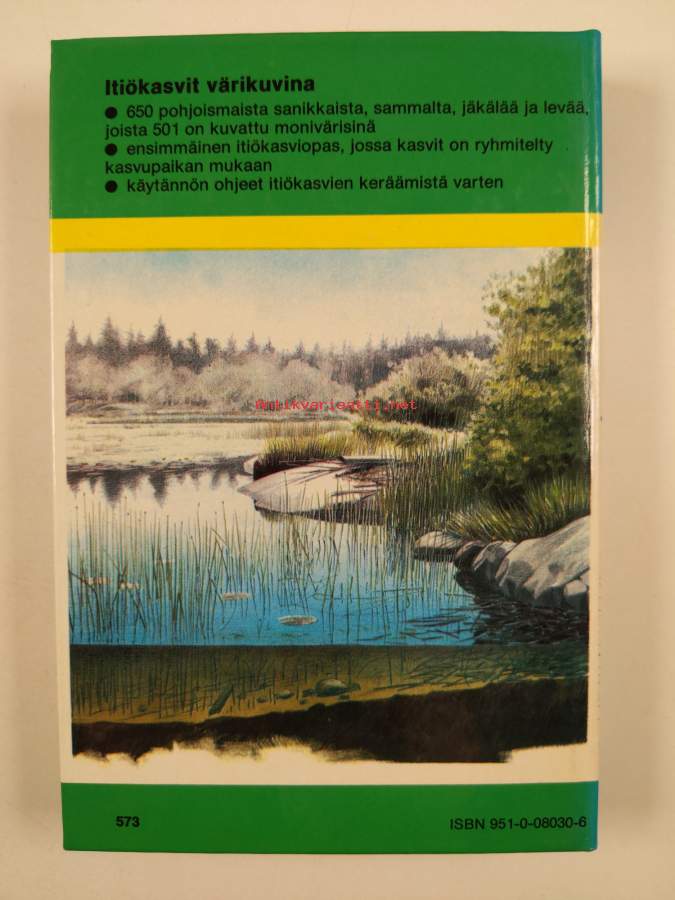 Itiökasvit värikuvina
● 650 pohjoismaista sanikkaista, sammalta, jäkälää ja levää,
joista 501 on kuvattu monivärisinä
● ensimmäinen itiökasviopas, jossa kasvit on ryhmitelty
kasvupaikan mukaan
● käytännön ohjeet itiökasvien keräämistä varten
Antikvariaatti.net
573
ISBN 951-0-08030-6